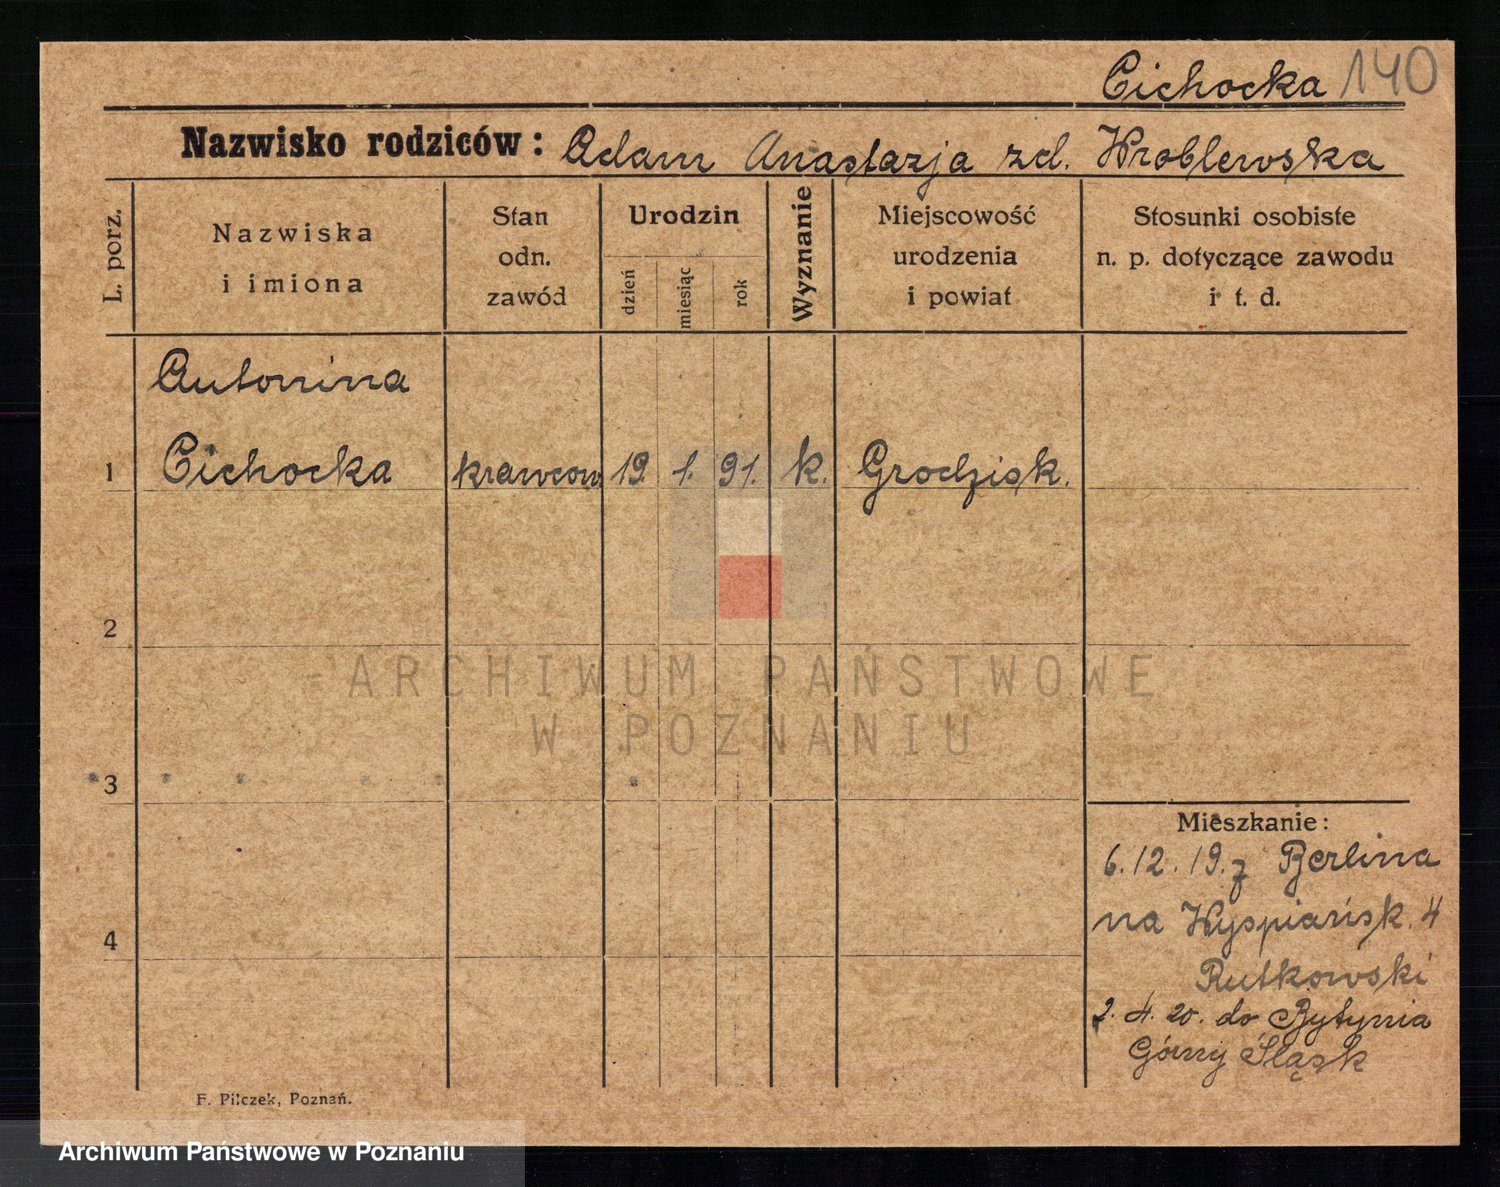 Cichocka 140
Nazwisko rodziców: Adam Anastazja zd. Wroblewska
L. porz.
Nazwiska
i imiona
Stan
odn.
zawód
Urodzin
dzień
miesiąc
rok
Wyznanie
Miejscowość
urodzenia
i powiat
Stosunki osobiste
n. p. dotyczące zawodu
i t. d.
Antonina
1 Cichocka krawcow 19. 1. 91. k. Grodzisk.
2
3
4
Mieszkanie:
6.12.19. z Berlina
na Wyspiańsk. 4
Rutkowski
2. 4. 20. do Bytynia
Górny Śląsk
F. Pilczek, Poznań.
ARCHIWUM PAŃSTWOWE
W POZNANIU
Archiwum Państwowe w Poznaniu